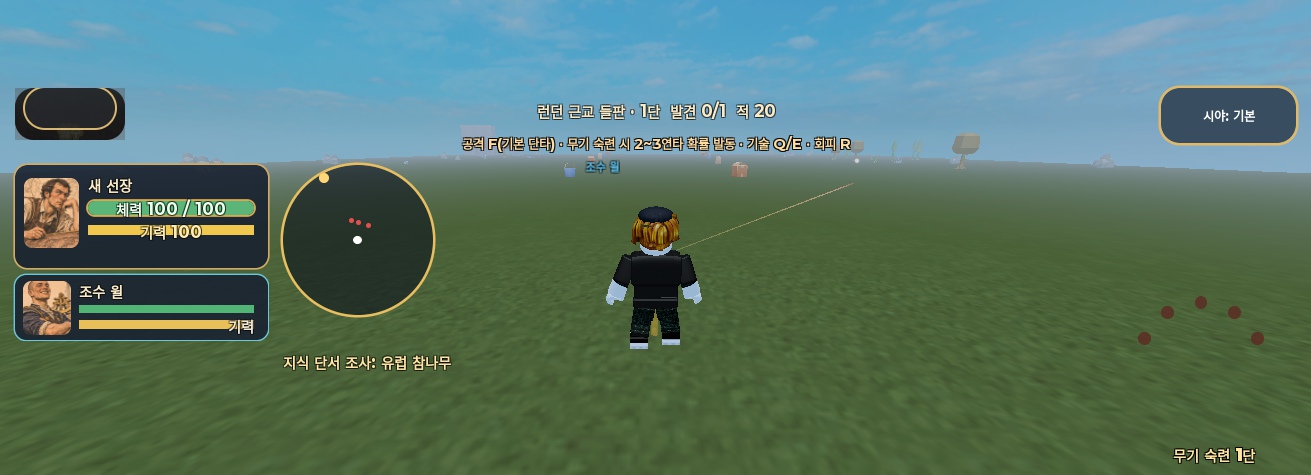 런던 근교 들판 · 1단 발견 0/1 적 20
공격 F(기본 단타) · 무기 숙련 시 2~3연타 확률 발동 · 기술 Q/E · 회피 R
시야: 기본
조수 윌
새 선장
체력 100 / 100
기력 100
조수 윌
기력
지식 단서 조사: 유럽 참나무
무기 숙련 1단